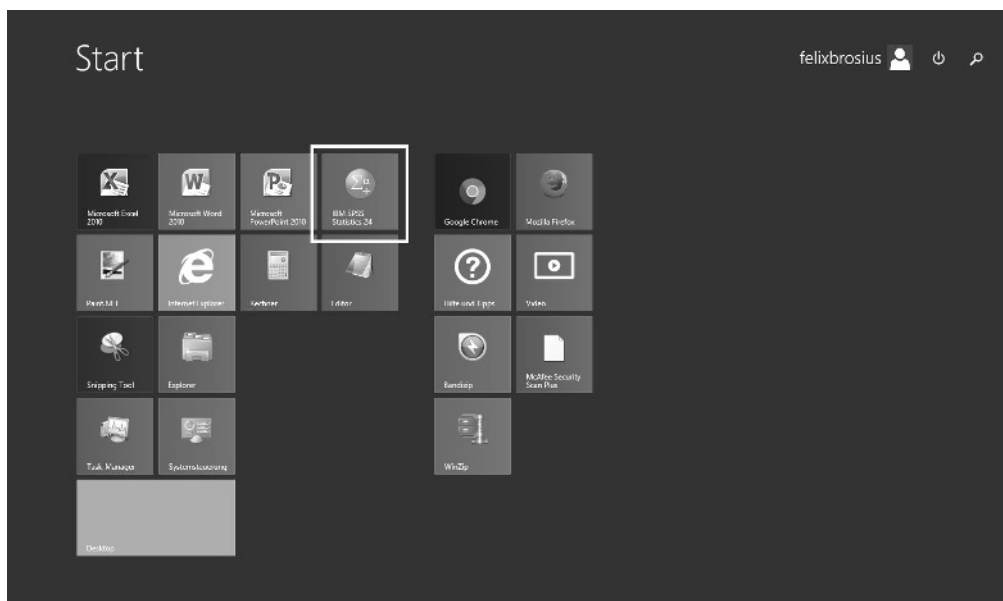 Start
felixbrosius
Microsoft Excel 2010
Microsoft Word 2010
Microsoft PowerPoint 2010
IBM SPSS Statistics 24
Google Chrome
Mozilla Firefox
Paint.NET
Internet Explorer
Rechner
Editor
Hilfe und Tipps
Video
Snipping Tool
Explorer
Bandizip
McAfee Security Scan Plus
Task Manager
Systemsteuerung
WinZip
Desktop